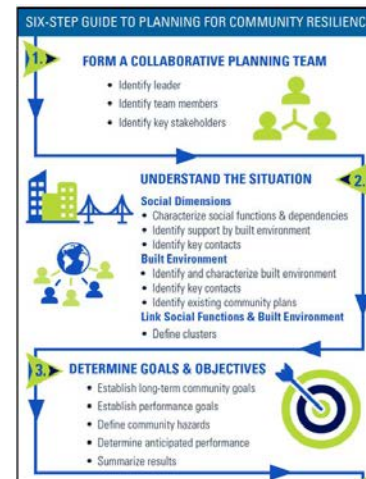 SIX-STEP GUIDE TO PLANNING FOR COMMUNITY RESILIENC
1.
FORM A COLLABORATIVE PLANNING TEAM
• Identify leader
• Identify team members
• Identify key stakeholders
UNDERSTAND THE SITUATION
2.
Social Dimensions
• Characterize social functions & dependencies
• Identify support by built environment
• Identify key contacts
Built Environment
• Identify and characterize built environment
• Identify key contacts
• Identify existing community plans
Link Social Functions & Built Environment
• Define clusters
3.
DETERMINE GOALS & OBJECTIVES
• Establish long-term community goals
• Establish performance goals
• Define community hazards
• Determine anticipated performance
• Summarize results